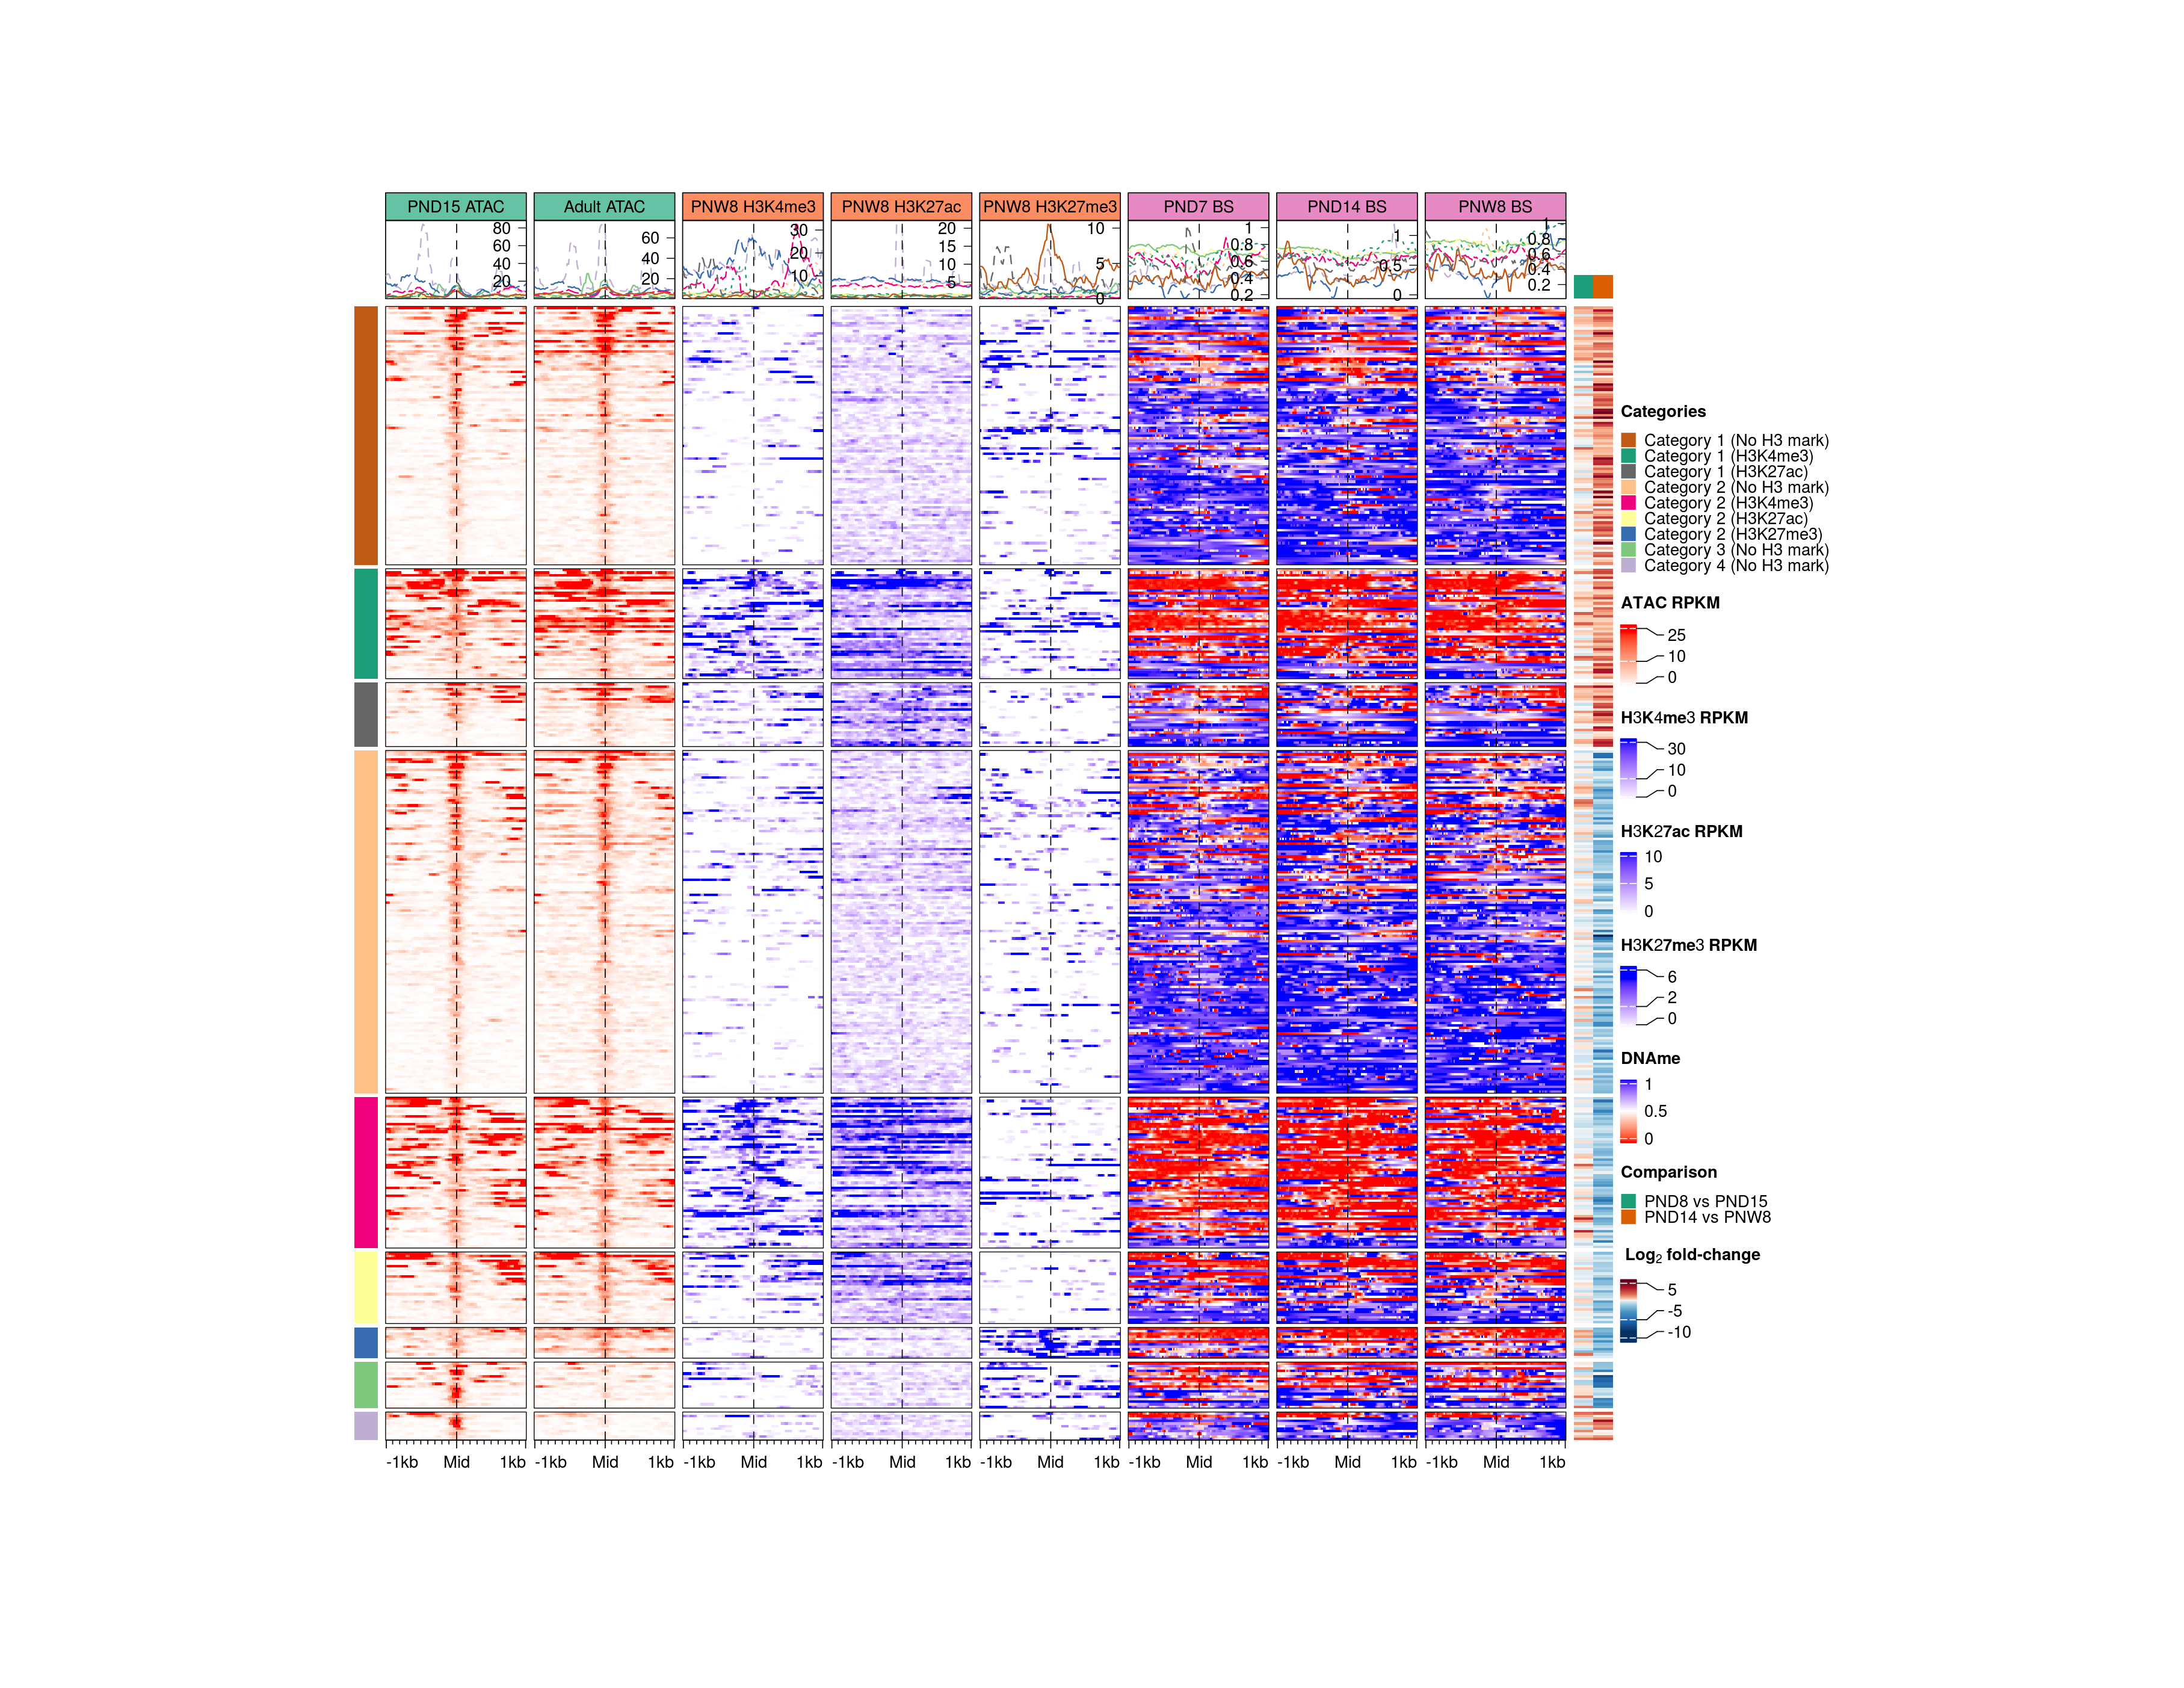 PND15 ATAC Adult ATAC PNW8 H3K4me3 PNW8 H3K27ac PNW8 H3K27me3 PND7 BS PND14 BS PNW8 BS
80
60
40
20
60
40
20
30
20
10
20
15
10
5
10
5
0
1
0.8
0.6
0.4
0.2
1
0.5
0
1
0.8
0.6
0.4
0.2
Categories
Category 1 (No H3 mark)
Category 1 (H3K4me3)
Category 1 (H3K27ac)
Category 2 (No H3 mark)
Category 2 (H3K4me3)
Category 2 (H3K27ac)
Category 2 (H3K27me3)
Category 3 (No H3 mark)
Category 4 (No H3 mark)
ATAC RPKM
25
10
0
H3K4me3 RPKM
30
10
0
H3K27ac RPKM
10
5
0
H3K27me3 RPKM
6
2
0
DNAme
1
0.5
0
Comparison
PND8 vs PND15
PND14 vs PNW8
Log2 fold-change
5
-5
-10
-1kb Mid 1kb -1kb Mid 1kb -1kb Mid 1kb -1kb Mid 1kb -1kb Mid 1kb -1kb Mid 1kb -1kb Mid 1kb -1kb Mid 1kb